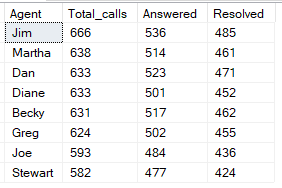 Agent Total_calls Answered Resolved
Jim 666 536 485
Martha 638 514 461
Dan 633 523 471
Diane 633 501 452
Becky 631 517 462
Greg 624 502 455
Joe 593 484 436
Stewart 582 477 424